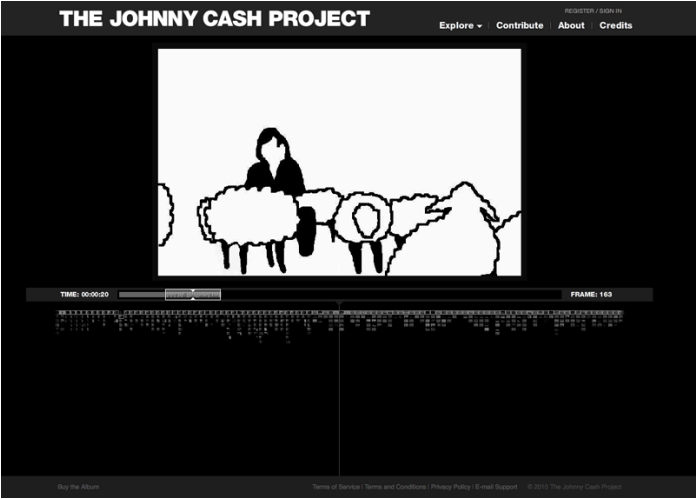 THE JOHNNY CASH PROJECT
REGISTER / SIGN IN
Explore
Contribute
About
Credits
TIME: 00:00:20
FRAME: 163
Buy the Album
Terms of Service | Terms and Conditions | Privacy Policy | E-mail Support
© 2010 The Johnny Cash Project